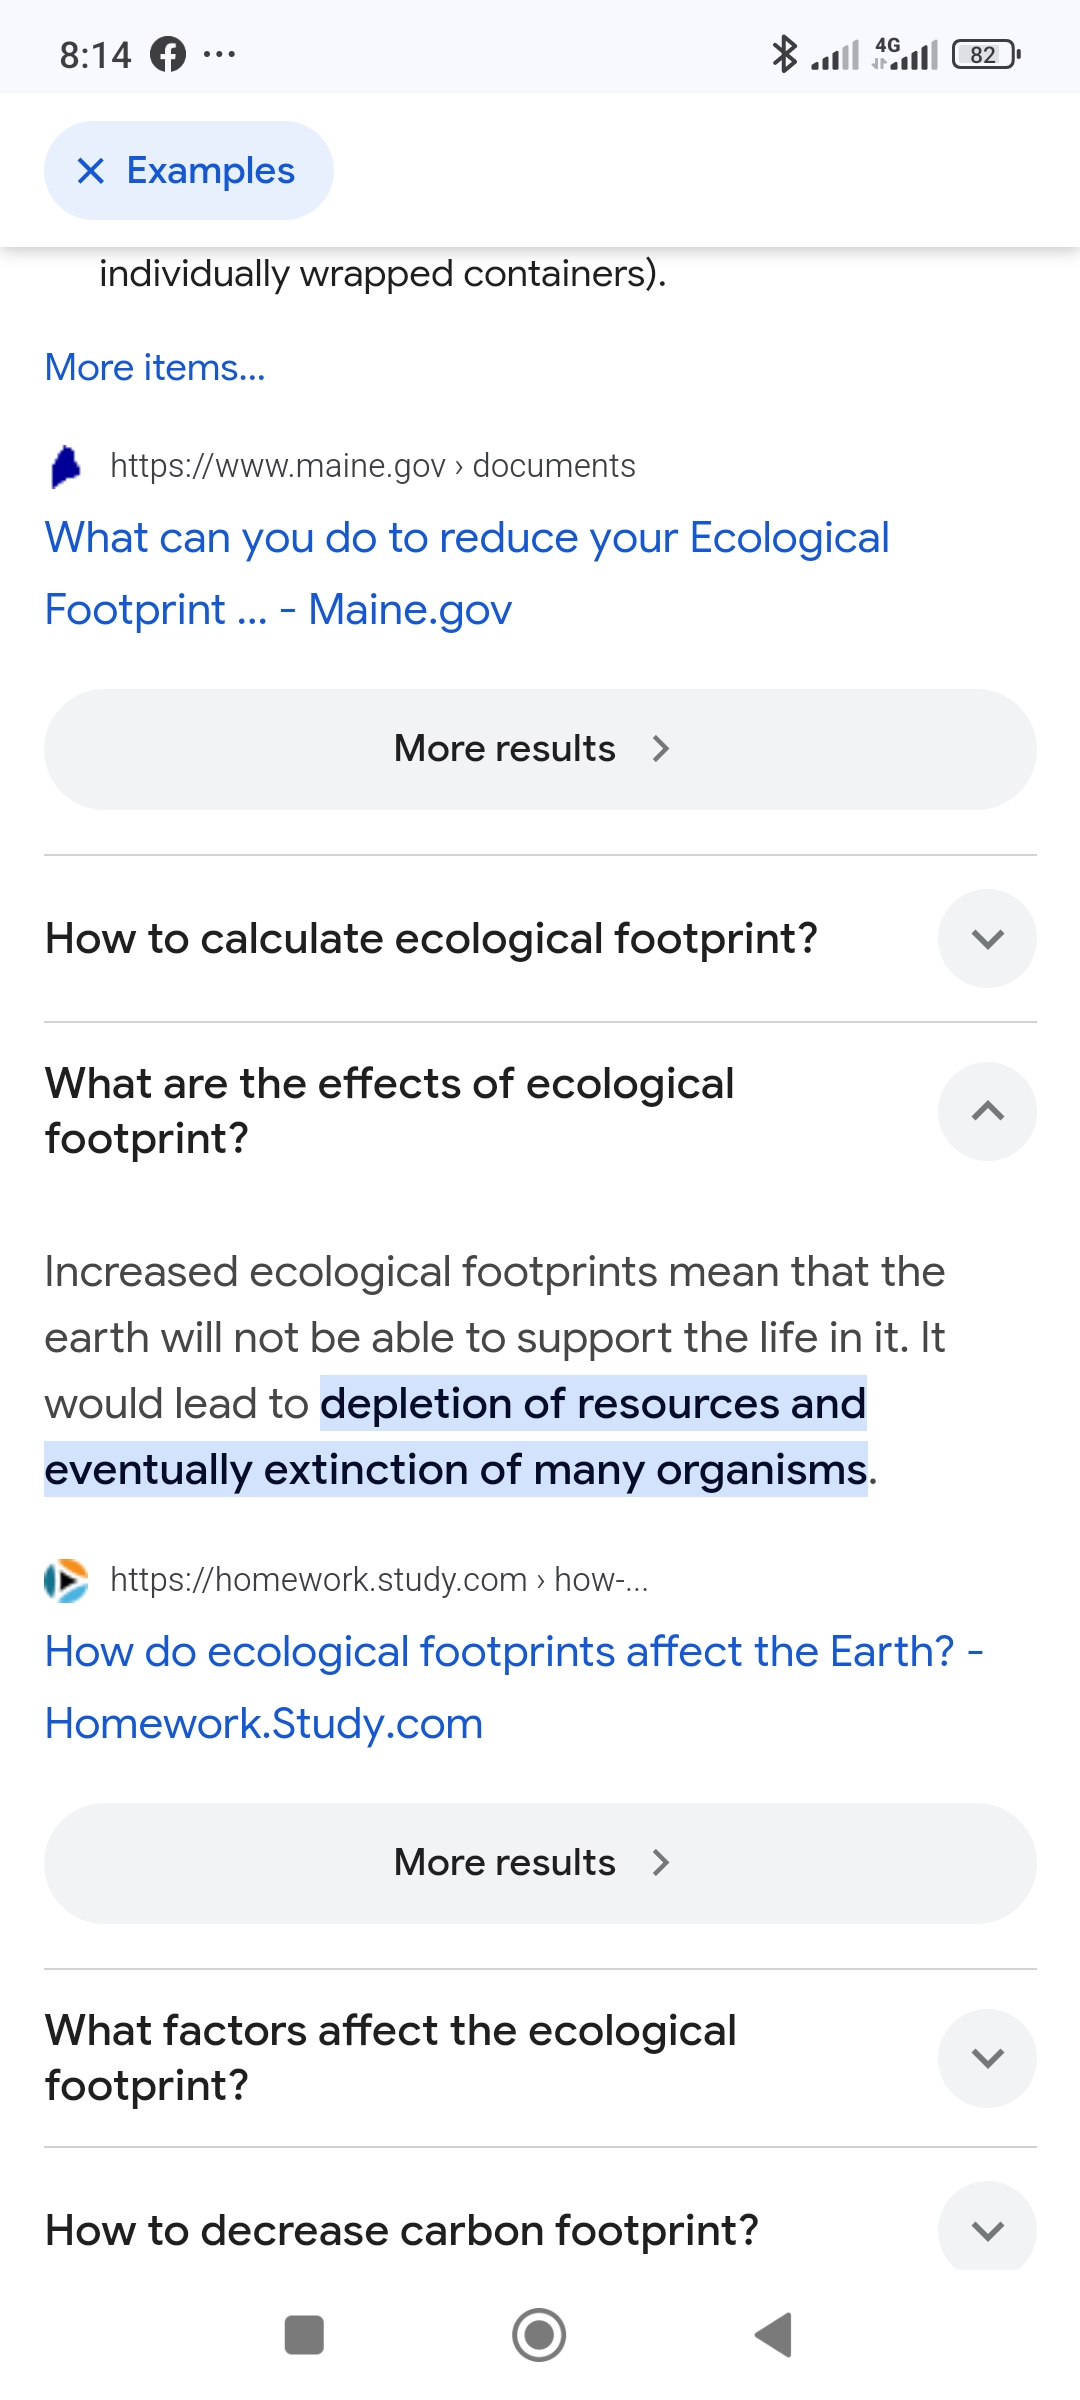 8:14 ...
4G 82
Examples
individually wrapped containers).
More items...
https://www.maine.gov › documents
What can you do to reduce your Ecological
Footprint ... - Maine.gov
More results
How to calculate ecological footprint?
What are the effects of ecological
footprint?
Increased ecological footprints mean that the
earth will not be able to support the life in it. It
would lead to depletion of resources and
eventually extinction of many organisms.
https://homework.study.com › how-...
How do ecological footprints affect the Earth? -
Homework.Study.com
More results
What factors affect the ecological
footprint?
How to decrease carbon footprint?